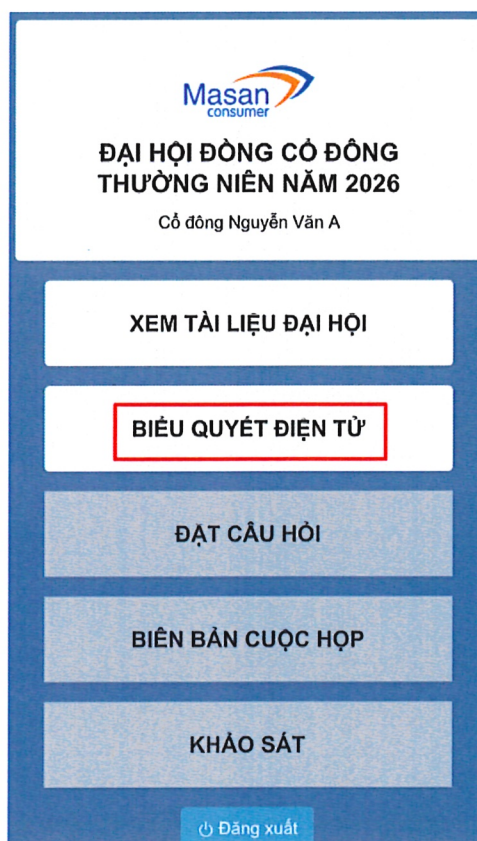 Masan
consumer
ĐẠI HỘI ĐỒNG CỔ ĐÔNG
THƯỜNG NIÊN NĂM 2026
Cổ đông Nguyễn Văn A
XEM TÀI LIỆU ĐẠI HỘI
BIỂU QUYẾT ĐIỆN TỬ
ĐẶT CÂU HỎI
BIÊN BẢN CUỘC HỌP
KHẢO SÁT
Đăng xuất